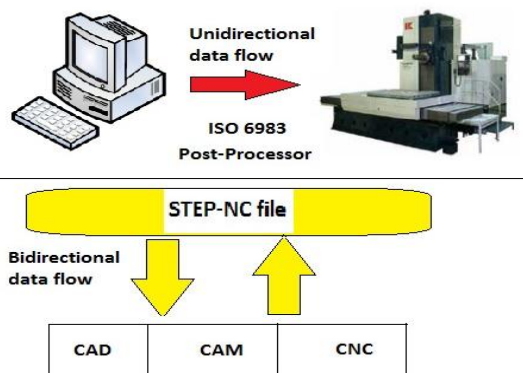 Unidirectional
data flow
ISO 6983
Post-Processor
STEP-NC file
Bidirectional
data flow
CAD
CAM
CNC